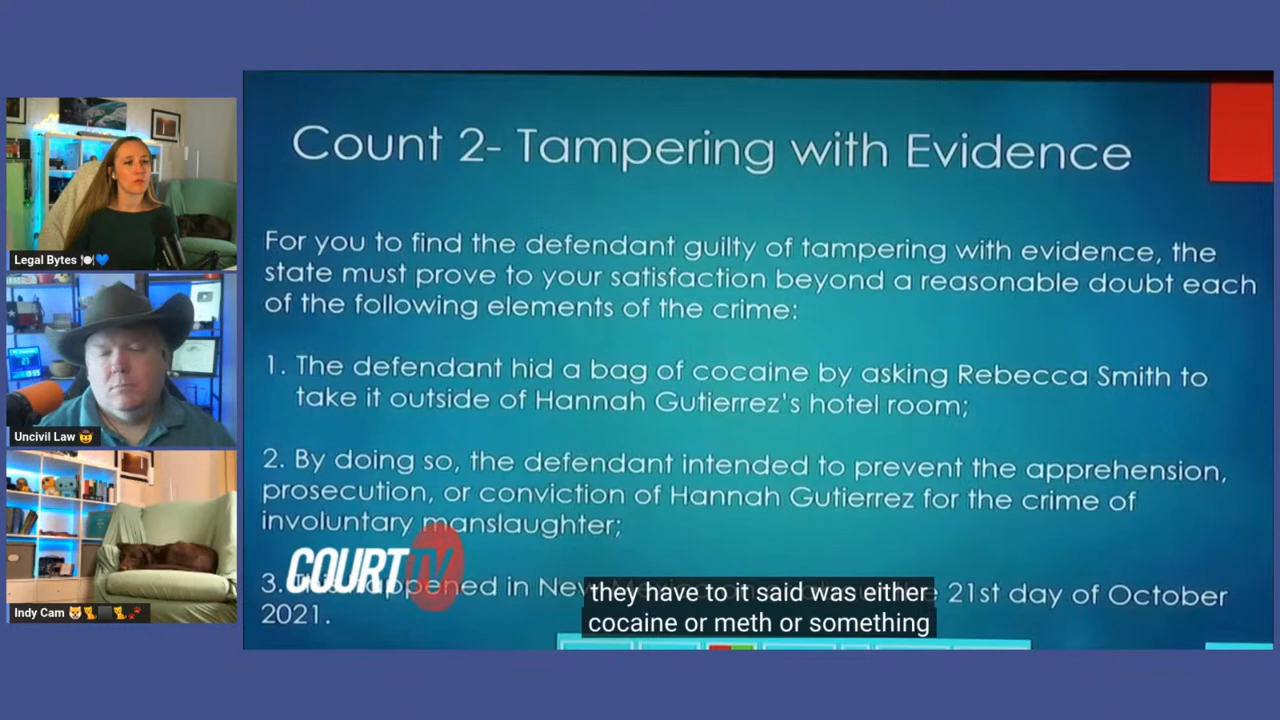 Count 2- Tampering with Evidence
For you to find the defendant guilty of tampering with evidence, the
state must prove to your satisfaction beyond a reasonable doubt each
of the following elements of the crime:
1. The defendant hid a bag of cocaine by asking Rebecca Smith to
take it outside of Hannah Gutierrez's hotel room;
2. By doing so, the defendant intended to prevent the apprehension,
prosecution, or conviction of Hannah Gutierrez for the crime of
involuntary manslaughter;
3. happened in New 21st day of October
2021.
COURT TV
they have to it said was either
cocaine or meth or something
Legal Bytes 🍽️💙
Uncivil Law 🤠
Indy Cam